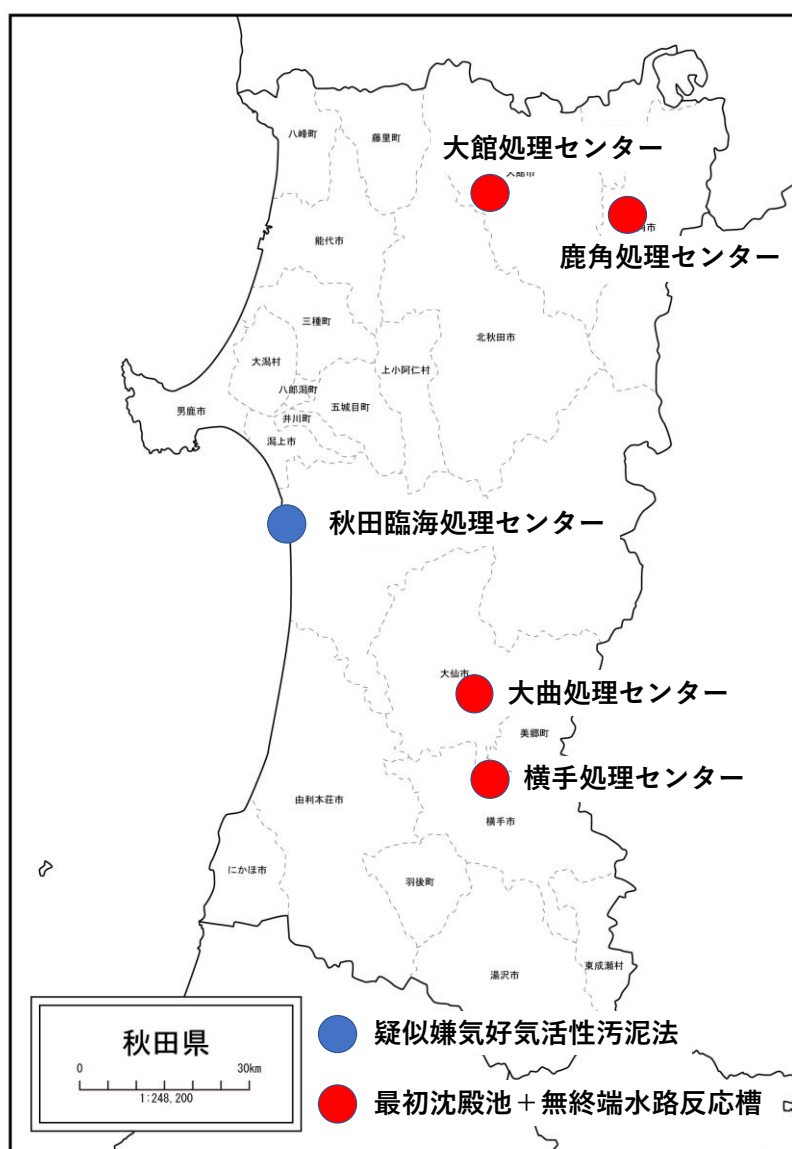 八峰町
藤里町
大館処理センター
大館市
能代市
鹿角処理センター
三種町
北秋田市
大潟村
上小阿仁村
八郎潟町
五城目町
男鹿市
井川町
潟上市
秋田臨海処理センター
大仙市
大曲処理センター
美郷町
横手処理センター
由利本荘市
横手市
にかほ市
羽後町
東成瀬村
湯沢市
秋田県
0 30km
1:248,200
疑似嫌気好気活性汚泥法
最初沈殿池+無終端水路反応槽